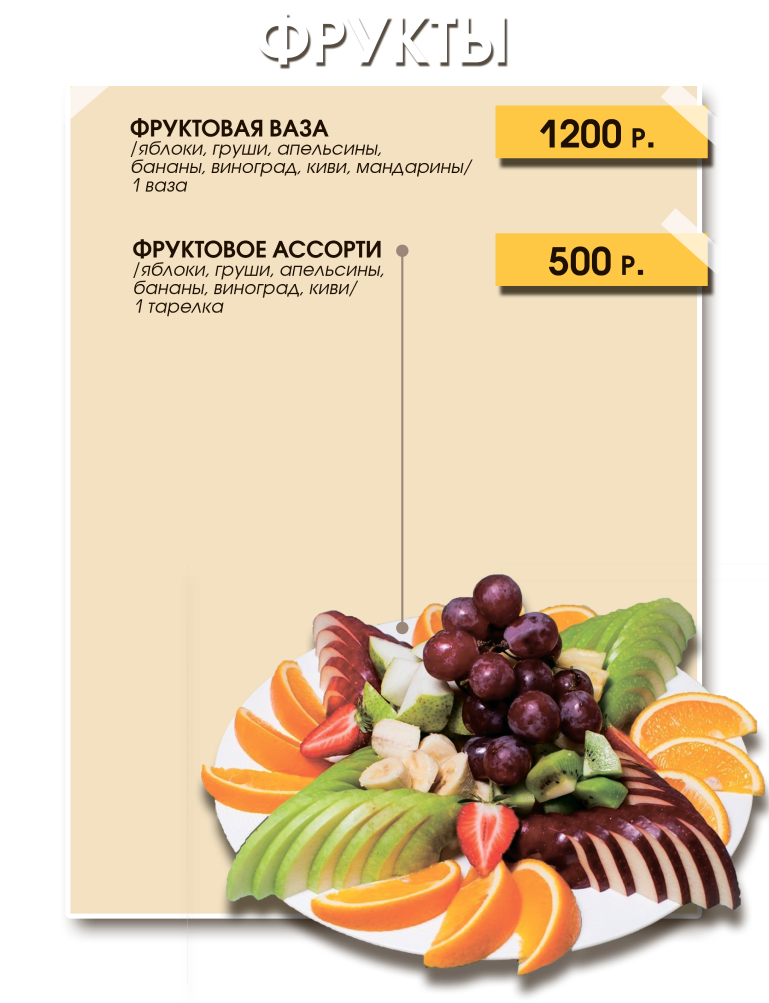 ФРУКТЫ
ФРУКТОВАЯ ВАЗА
/яблоки, груши, апельсины,
бананы, виноград, киви, мандарины/
1 ваза
1200 Р.
ФРУКТОВОЕ АССОРТИ
/яблоки, груши, апельсины,
бананы, виноград, киви/
1 тарелка
500 Р.